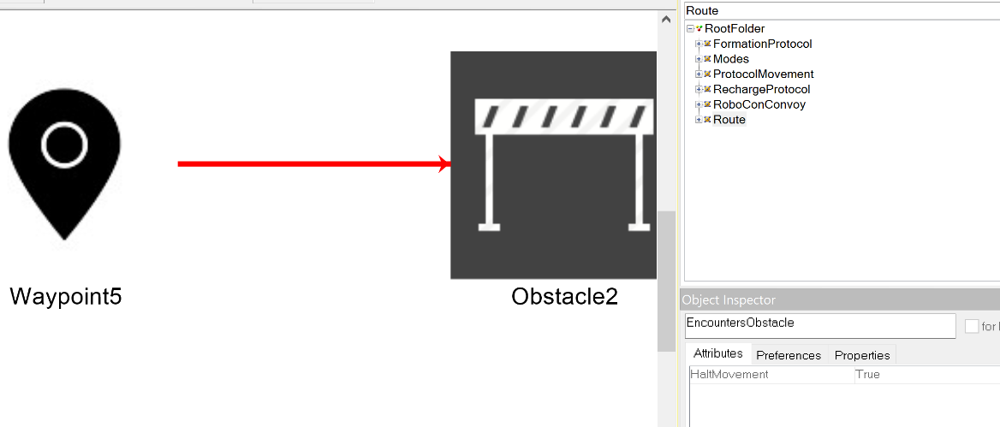 Route
RootFolder
FormationProtocol
Modes
ProtocolMovement
RechargeProtocol
RoboConConvoy
Route
Waypoint5
Obstacle2
Object Inspector
EncountersObstacle
for
Attributes Preferences Properties
HaltMovement True